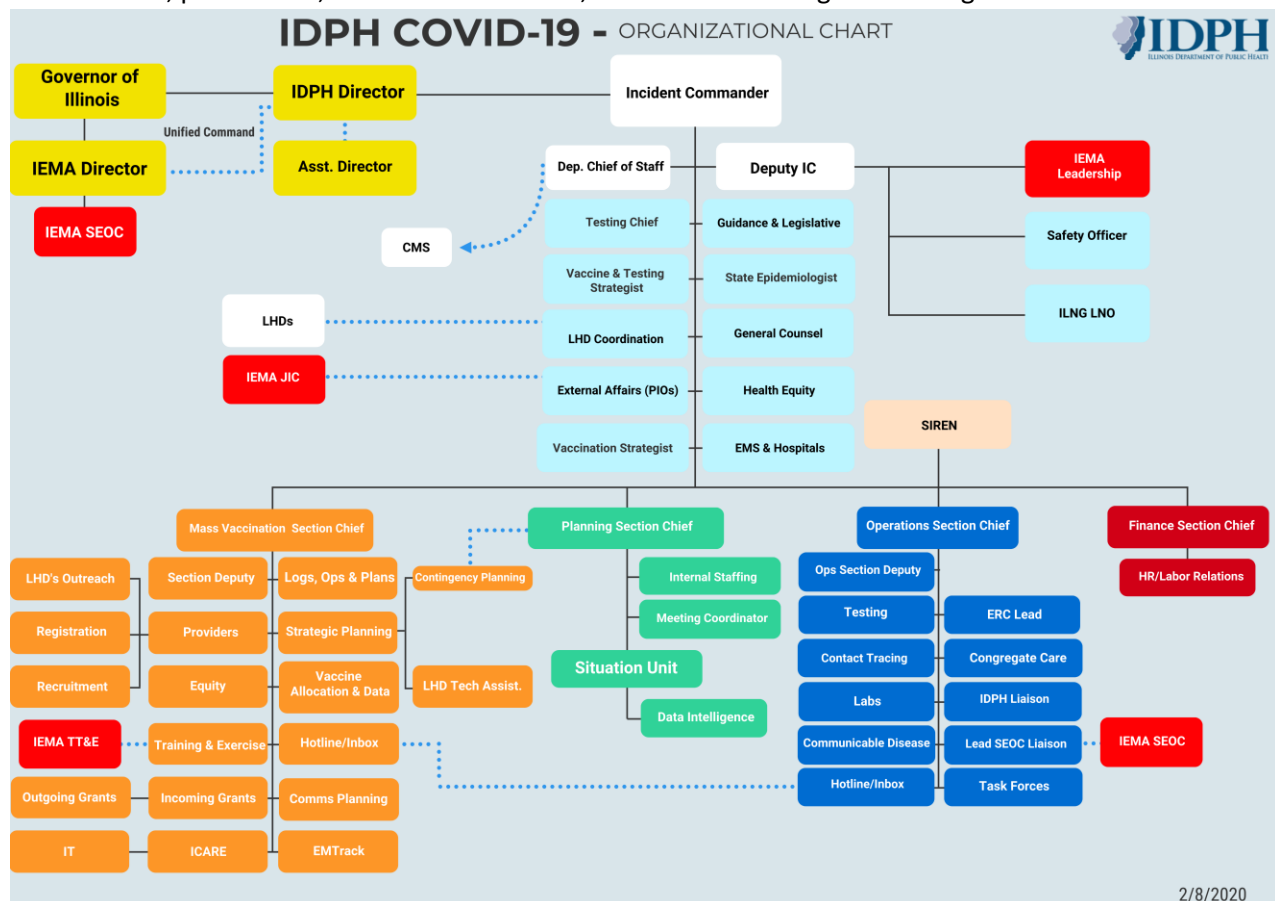 IDPH COVID-19 - ORGANIZATIONAL CHART
IDPH
ILLINOIS DEPARTMENT OF PUBLIC HEALTH
Governor of
Illinois
IDPH Director
Incident Commander
Unified Command
IEMA Director
Asst. Director
Dep. Chief of Staff
Deputy IC
IEMA
Leadership
IEMA SEOC
CMS
Testing Chief
Guidance & Legislative
Safety Officer
Vaccine & Testing
Strategist
State Epidemiologist
LHDs
LHD Coordination
General Counsel
ILNG LNO
IEMA JIC
External Affairs (PIOs)
Health Equity
SIREN
Vaccination Strategist
EMS & Hospitals
Mass Vaccination Section Chief
Planning Section Chief
Operations Section Chief
Finance Section Chief
LHD's Outreach
Section Deputy
Logs, Ops & Plans
Contingency Planning
Internal Staffing
Ops Section Deputy
HR/Labor Relations
Registration
Providers
Strategic Planning
Meeting Coordinator
Testing
ERC Lead
Recruitment
Equity
Vaccine
Allocation & Data
LHD Tech Assist.
Situation Unit
Contact Tracing
Congregate Care
Data Intelligence
Labs
IDPH Liaison
IEMA TT&E
Training & Exercise
Hotline/Inbox
Communicable Disease
Lead SEOC Liaison
IEMA SEOC
Outgoing Grants
Incoming Grants
Comms Planning
Hotline/Inbox
Task Forces
IT
ICARE
EMTrack
2/8/2020